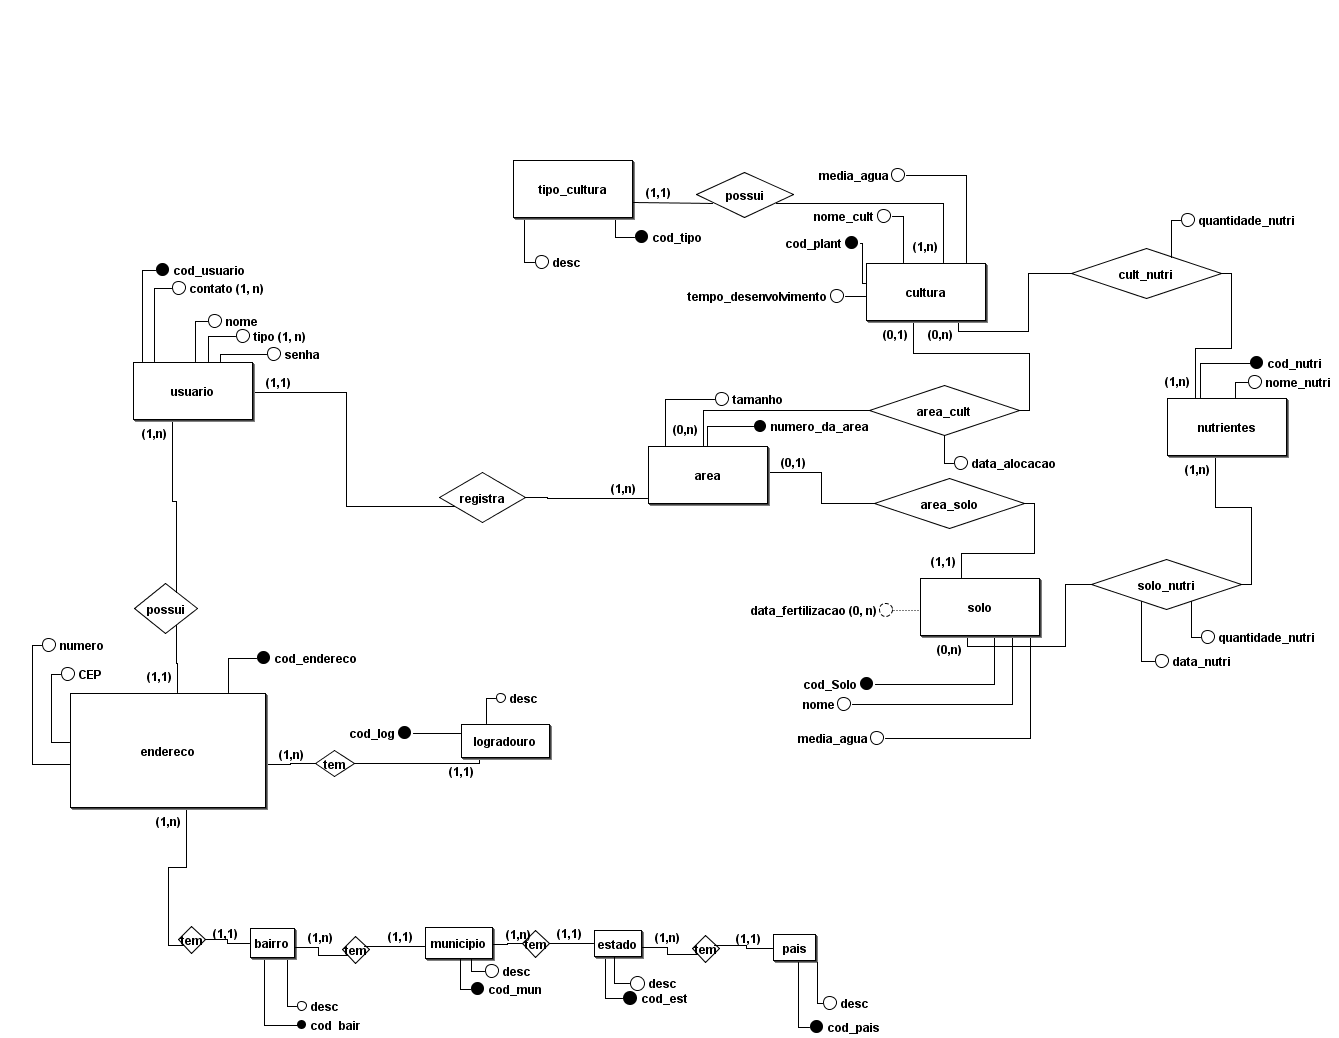 media_agua
tipo_cultura
(1,1)
possui
nome_cult
quantidade_nutri
cod_tipo
cod_plant
(1,n)
desc
cult_nutri
cod_usuario
contato (1, n)
tempo_desenvolvimento
cultura
nome
tipo (1, n)
(0,1)
(0,n)
senha
cod_nutri
usuario
(1,1)
(1,n)
nome_nutri
tamanho
area_cult
(1,n)
(0,n)
numero_da_area
nutrientes
data_alocacao
(0,1)
area
(1,n)
registra
(1,n)
area_solo
(1,1)
solo_nutri
possui
data_fertilizacao (0, n)
solo
quantidade_nutri
numero
(0,n)
cod_endereco
data_nutri
CEP
(1,1)
cod_Solo
desc
nome
cod_log
media_agua
endereco
(1,n)
logradouro
tem
(1,1)
(1,n)
tem
(1,1)
bairro
(1,n)
tem
(1,1)
municipio
(1,n)
tem
(1,1)
estado
(1,n)
tem
(1,1)
pais
desc
cod_mun
desc
cod_est
desc
desc
cod_bair
cod_pais